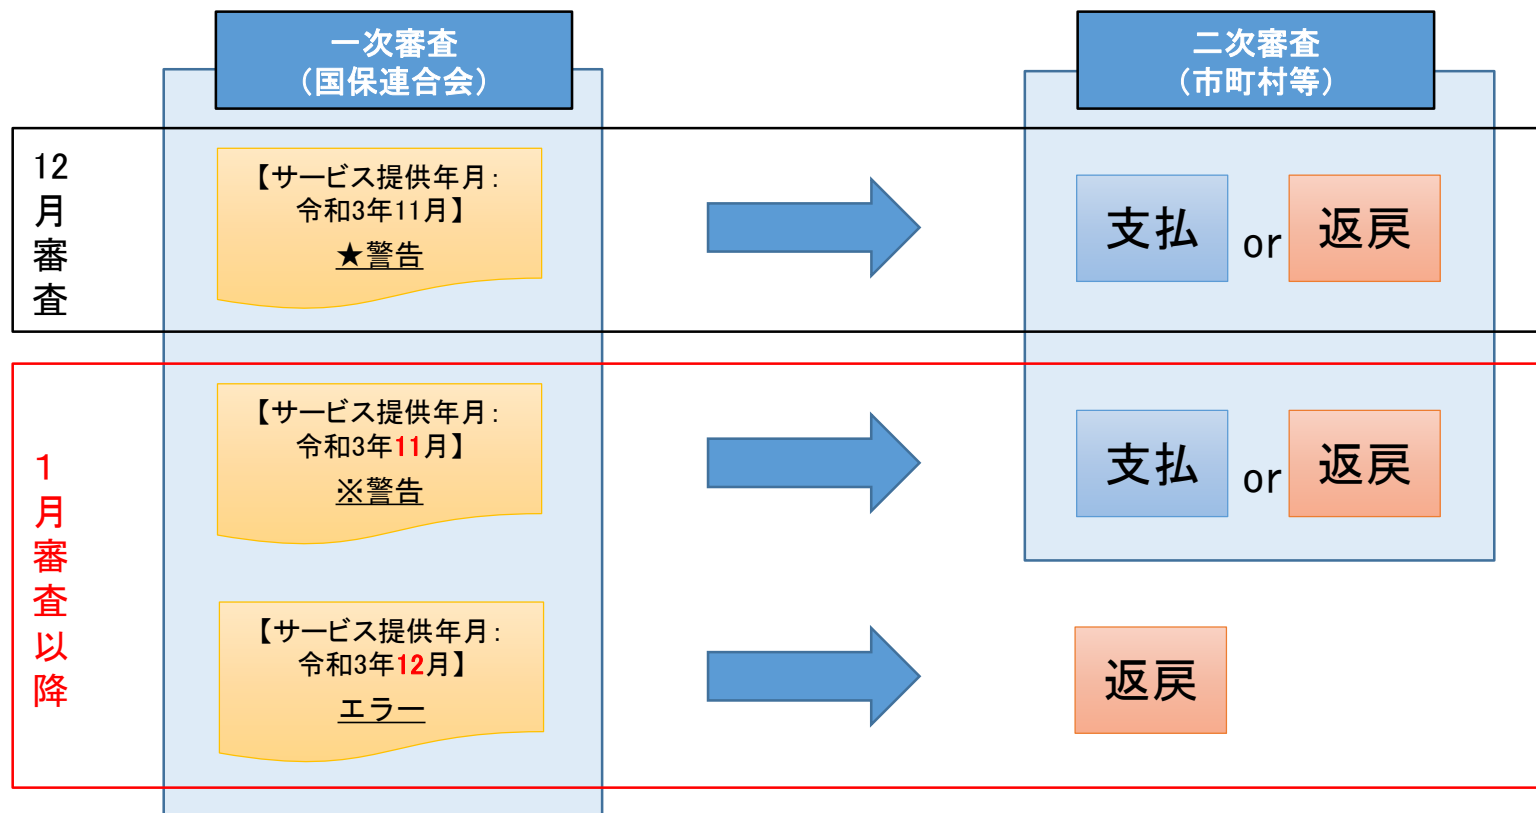 一次審査
（国保連合会）
二次審査
（市町村等）
12月審査
【サービス提供年月：
令和3年11月】
★警告
支払
or
返戻
1月審査以降
【サービス提供年月：
令和3年11月】
※警告
支払
or
返戻
【サービス提供年月：
令和3年12月】
エラー
返戻